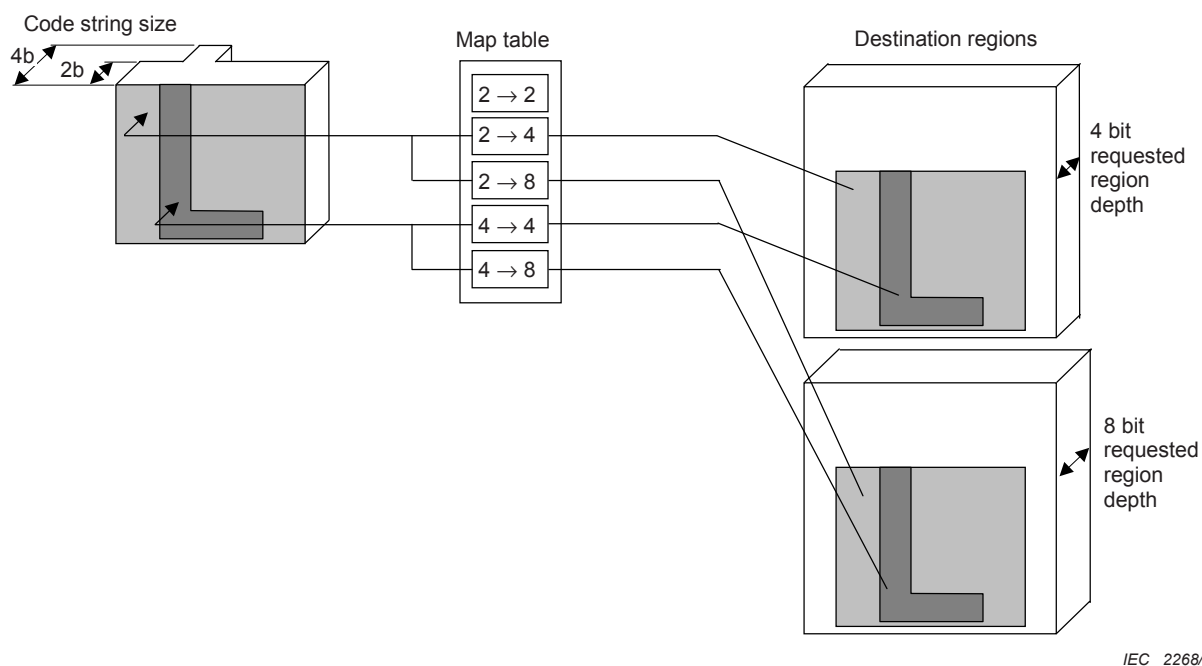 Code string size
4b
2b
Map table
2 → 2
2 → 4
2 → 8
4 → 4
4 → 8
Destination regions
4 bit
requested
region
depth
8 bit
requested
region
depth
IEC 2268/